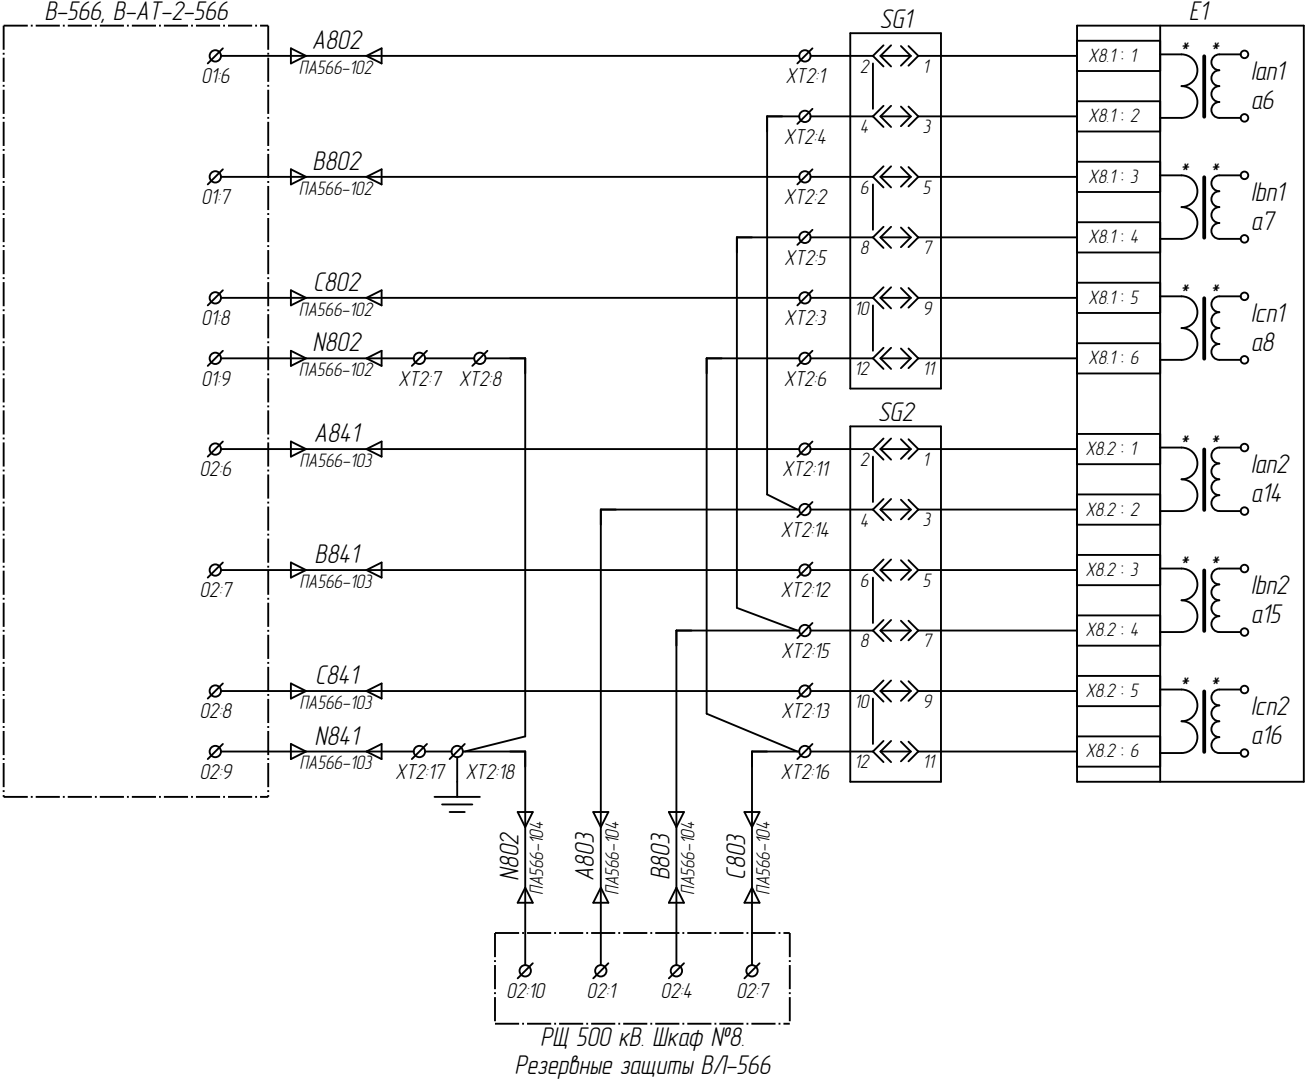 В-566, В-АТ-2-566
SG1
E1
01:6
A802
ПА566-102
XT2:1
2
1
X8.1 : 1
*
*
Ian1
a6
XT2:4
4
3
X8.1 : 2
01:7
B802
ПА566-102
XT2:2
6
5
X8.1 : 3
*
*
Ibn1
a7
XT2:5
8
7
X8.1 : 4
01:8
C802
ПА566-102
XT2:3
10
9
X8.1 : 5
*
*
Icn1
a8
01:9
N802
ПА566-102
XT2:7
XT2:8
XT2:6
12
11
X8.1 : 6
SG2
02:6
A841
ПА566-103
XT2:11
2
1
X8.2 : 1
*
*
Ian2
a14
XT2:14
4
3
X8.2 : 2
02:7
B841
ПА566-103
XT2:12
6
5
X8.2 : 3
*
*
Ibn2
a15
XT2:15
8
7
X8.2 : 4
02:8
C841
ПА566-103
XT2:13
10
9
X8.2 : 5
*
*
Icn2
a16
02:9
N841
ПА566-103
XT2:17
XT2:18
XT2:16
12
11
X8.2 : 6
N802
ПА566-104
A803
ПА566-104
B803
ПА566-104
C803
ПА566-104
02:10
02:1
02:4
02:7
РЩ 500 кВ. Шкаф №8.
Резервные защиты ВЛ-566